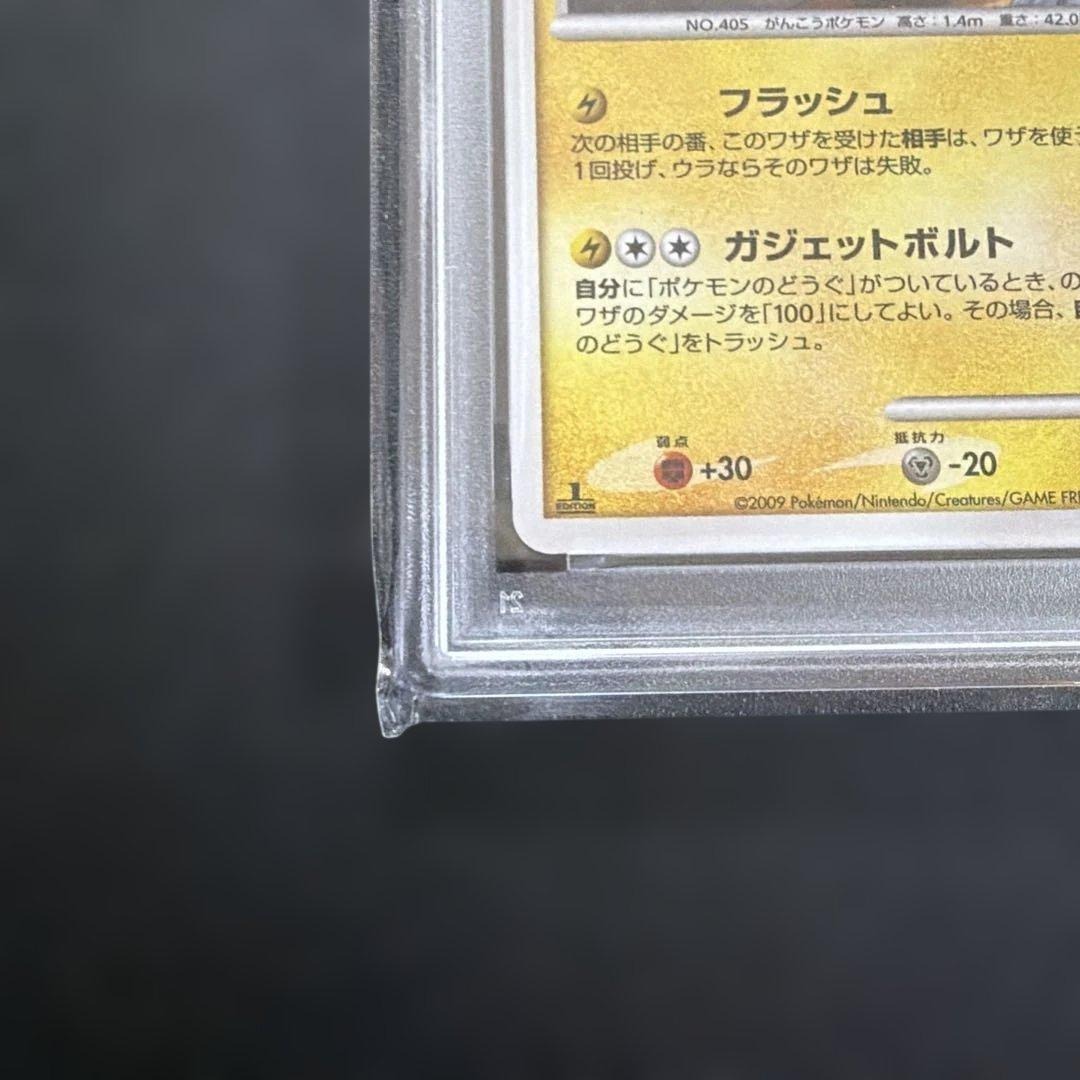 NO.405 がんこうポケモン 高さ:1.4m 重さ:42.0
フラッシュ
次の相手の番、このワザを受けた相手は、ワザを使
1回投げ、ウラならそのワザは失敗。
ガジェットボルト
自分に「ポケモンのどうぐ」がついているとき、の
ワザのダメージを「100」にしてよい。その場合、
のどうぐ」をトラッシュ。
弱点 抵抗力
+30 -20
1
EDITION
©2009 Pokémon/Nintendo/Creatures/GAME FR